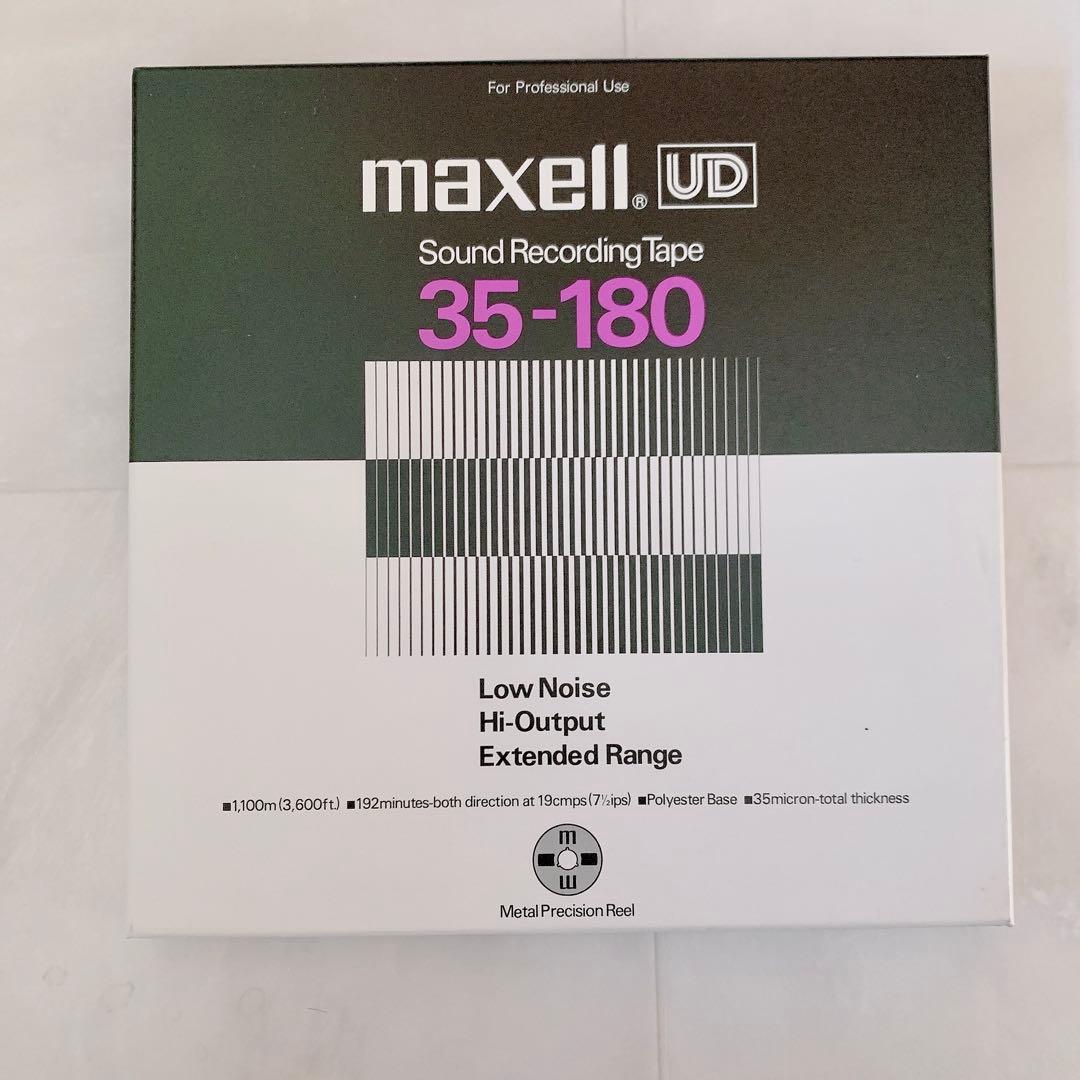 For Professional Use
maxell® UD
Sound Recording Tape
35-180
Low Noise
Hi-Output
Extended Range
■1,100m (3,600ft.) ■192minutes-both direction at 19cmps (7½ips) ■Polyester Base ■35micron-total thickness
m
m
Metal Precision Reel